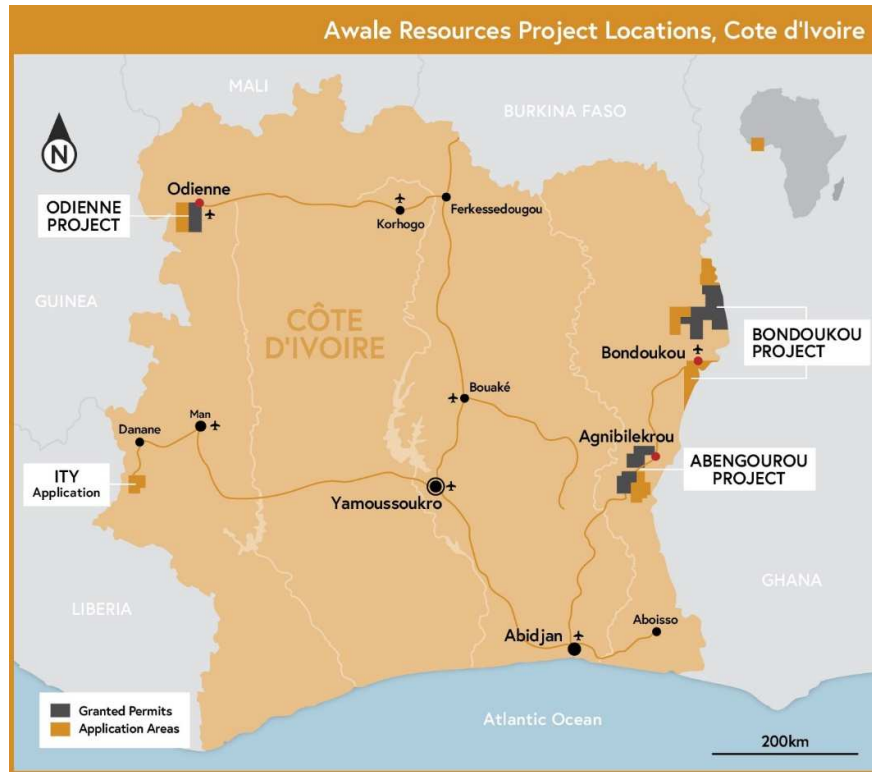 Awale Resources Project Locations, Cote d'Ivoire
MALI
BURKINA FASO
N
Odienne
ODIENNE
PROJECT
Korhogo
Ferkessedougou
GUINEA
CÔTE
D'IVOIRE
BONDOUKOU
PROJECT
Bondoukou
Bouaké
Man
Danane
Agnibilekrou
ABENGOUROU
PROJECT
ITY
Application
Yamoussoukro
GHANA
LIBERIA
Aboisso
Abidjan
Granted Permits
Application Areas
Atlantic Ocean
200km